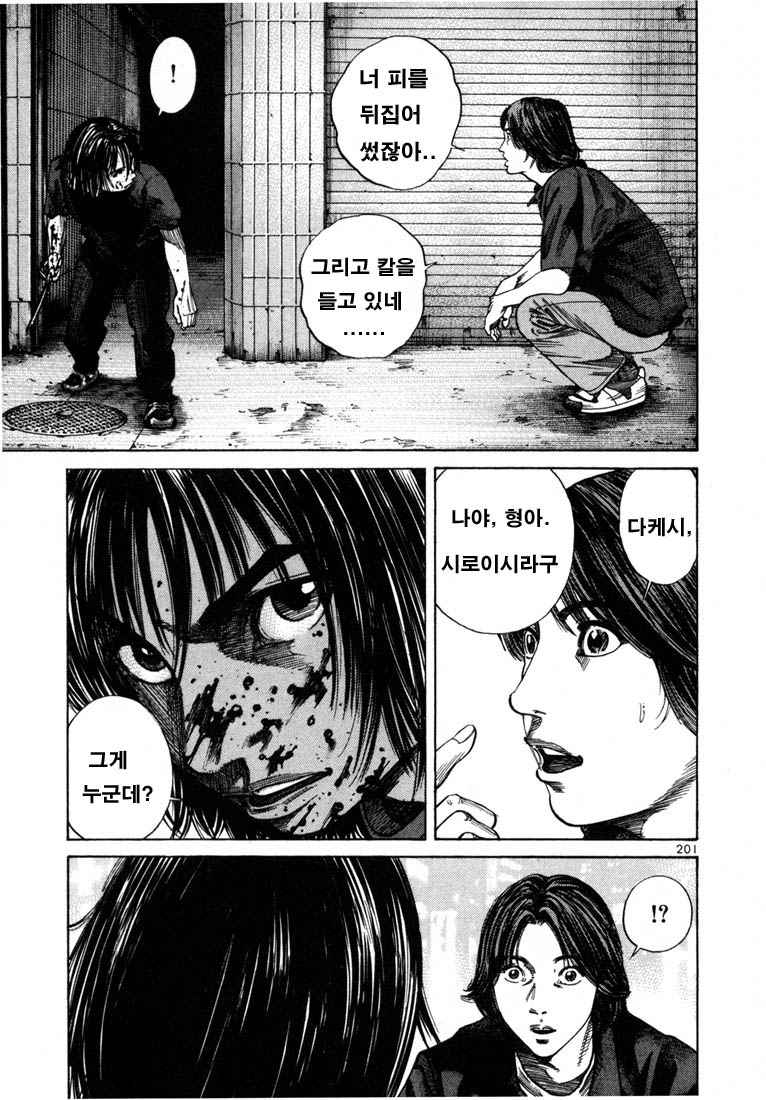 너 피를
뒤집어
썼잖아..
그리고 칼을
들고 있네
......
!
다케시,
나야, 형아.
시로이시라구
그게
누군데?
201
!?